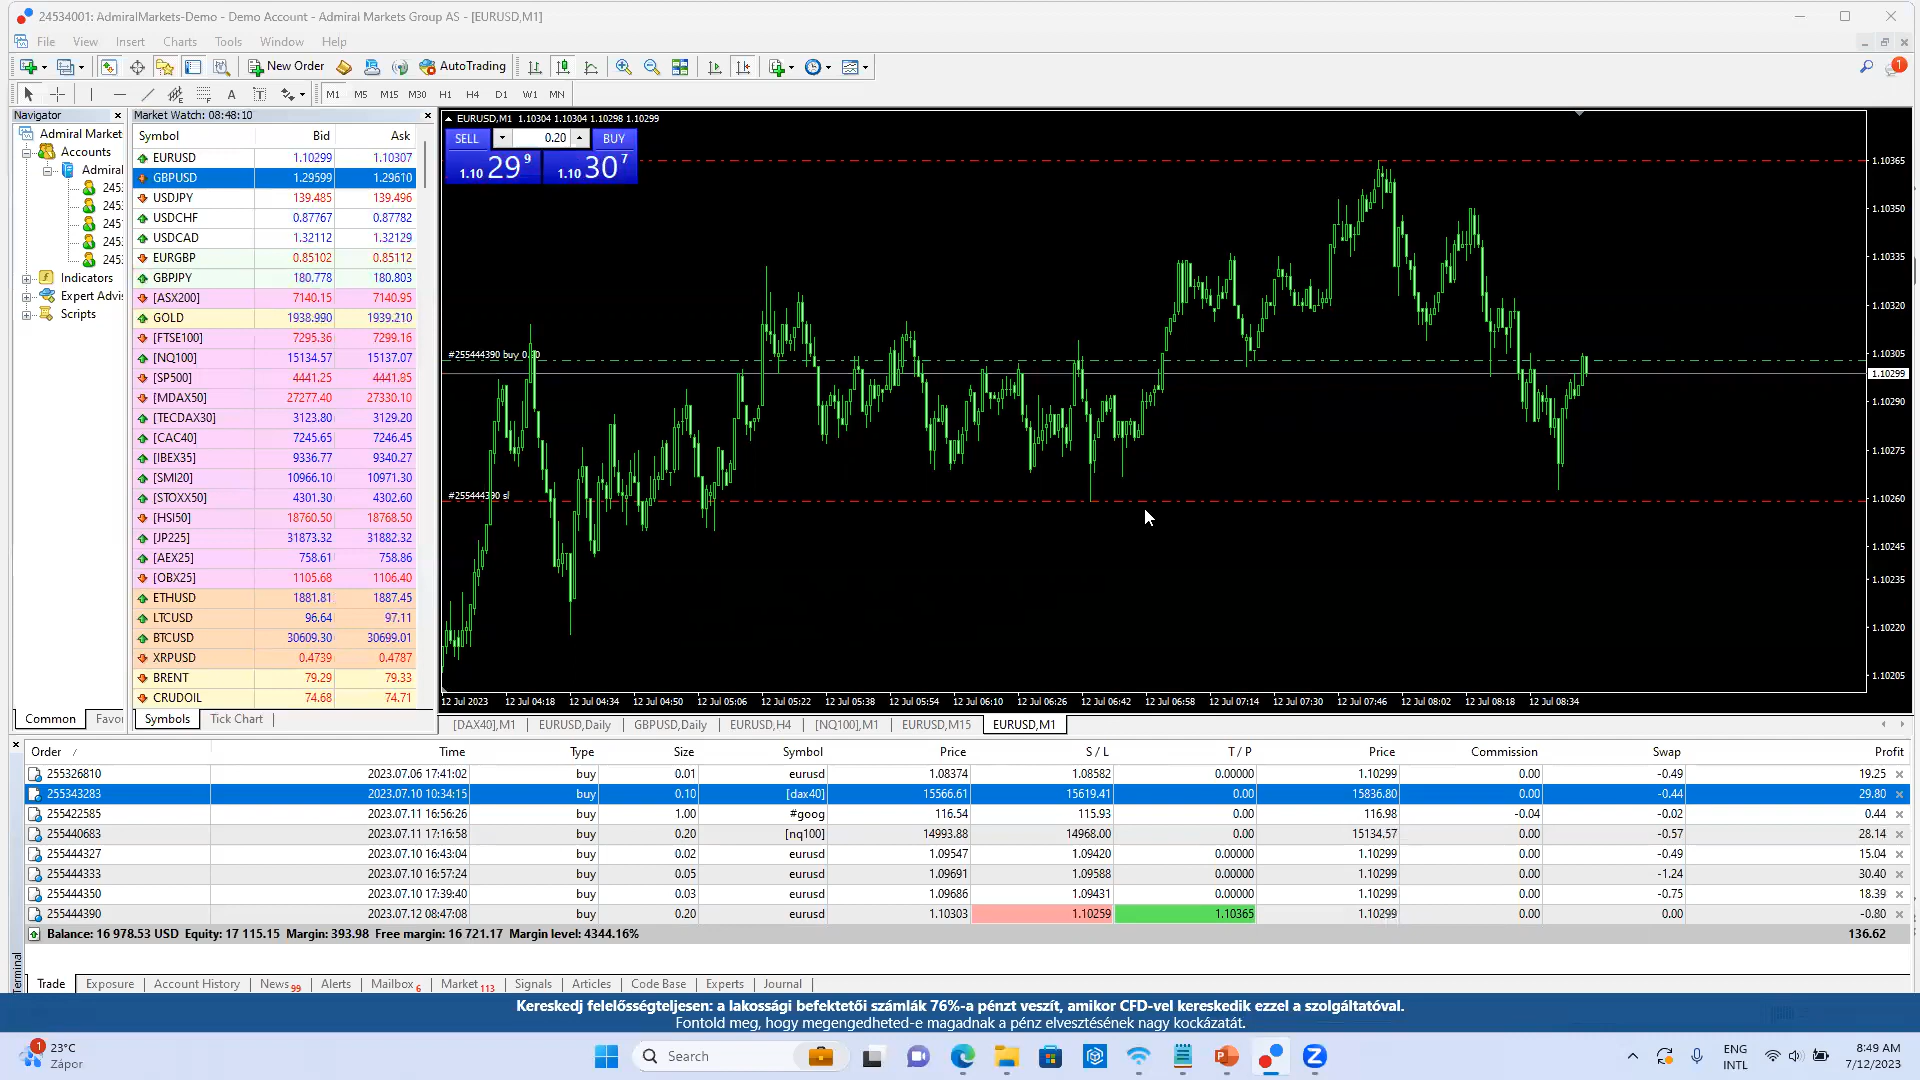 24534001: AdmiralMarkets-Demo - Demo Account - Admiral Markets Group AS - [EURUSD,M1]
File View Insert Charts Tools Window Help
New Order AutoTrading 1
A T M1 M5 M15 M30 H1 H4 D1 W1 MN
Navigator
Admiral Market
Accounts
Admiral
245
245
245
245
245
Indicators
Expert Advis
Scripts
Common Favo
Market Watch: 08:48:10
Symbol Bid Ask
EURUSD 1.10299 1.10307
GBPUSD 1.29599 1.29610
USDJPY 139.485 139.496
USDCHF 0.87767 0.87782
USDCAD 1.32112 1.32129
EURGBP 0.85102 0.85112
GBPJPY 180.778 180.803
[ASX200] 7140.15 7140.95
GOLD 1938.990 1939.210
[FTSE100] 7295.36 7299.16
[NQ100] 15134.57 15137.07
[SP500] 4441.25 4441.85
[MDAX50] 27277.40 27330.10
[TECDAX30] 3123.80 3129.20
[CAC40] 7245.65 7246.45
[IBEX35] 9336.77 9340.27
[SMI20] 10966.10 10971.30
[STOXX50] 4301.30 4302.60
[HSI50] 18760.50 18768.50
[JP225] 31873.32 31882.32
[AEX25] 758.61 758.86
[OBX25] 1105.68 1106.40
ETHUSD 1881.81 1887.45
LTCUSD 96.64 97.11
BTCUSD 30609.30 30699.01
XRPUSD 0.4739 0.4787
BRENT 79.29 79.33
CRUDOIL 74.68 74.71
Symbols Tick Chart
EURUSD,M1 1.10304 1.10304 1.10298 1.10299
SELL 0.20 BUY
1.10 29 9 1.10 30 7
#255444390 buy 0.20
#255444390 sl
1.10365
1.10350
1.10335
1.10320
1.10305
1.10299
1.10290
1.10275
1.10260
1.10245
1.10235
1.10220
1.10205
12 Jul 2023 12 Jul 04:18 12 Jul 04:34 12 Jul 04:50 12 Jul 05:06 12 Jul 05:22 12 Jul 05:38 12 Jul 05:54 12 Jul 06:10 12 Jul 06:26 12 Jul 06:42 12 Jul 06:58 12 Jul 07:14 12 Jul 07:30 12 Jul 07:46 12 Jul 08:02 12 Jul 08:18 12 Jul 08:34
[DAX40],M1 EURUSD,Daily GBPUSD,Daily EURUSD,H4 [NQ100],M1 EURUSD,M15 EURUSD,M1
Order Time Type Size Symbol Price S / L T / P Price Commission Swap Profit
255326810 2023.07.06 17:41:02 buy 0.01 eurusd 1.08374 1.08582 0.00000 1.10299 0.00 -0.49 19.25
255343283 2023.07.10 10:34:15 buy 0.10 [dax40] 15566.61 15619.41 0.00 15836.80 0.00 -0.44 29.80
255422585 2023.07.11 16:56:26 buy 1.00 #goog 116.54 115.93 0.00 116.98 -0.04 -0.02 0.44
255440683 2023.07.11 17:16:58 buy 0.20 [nq100] 14993.88 14968.00 0.00 15134.57 0.00 -0.57 28.14
255444327 2023.07.10 16:43:04 buy 0.02 eurusd 1.09547 1.09420 0.00000 1.10299 0.00 -0.49 15.04
255444333 2023.07.10 16:57:24 buy 0.05 eurusd 1.09691 1.09588 0.00000 1.10299 0.00 -1.24 30.40
255444350 2023.07.10 17:39:40 buy 0.03 eurusd 1.09686 1.09431 0.00000 1.10299 0.00 -0.75 18.39
255444390 2023.07.12 08:47:08 buy 0.20 eurusd 1.10303 1.10259 1.10365 1.10299 0.00 0.00 -0.80
Balance: 16 978.53 USD Equity: 17 115.15 Margin: 393.98 Free margin: 16 721.17 Margin level: 4344.16% 136.62
Terminal
Trade Exposure Account History News 99 Alerts Mailbox 6 Market 113 Signals Articles Code Base Experts Journal
Kereskedj felelősségteljesen: a lakossági befektetői számlák 76%-a pénzt veszít, amikor CFD-vel kereskedik ezzel a szolgáltatóval.
Fontold meg, hogy megengedheted-e magadnak a pénz elvesztésének nagy kockázatát.
1 23°C
Zápor
Search
ENG
INTL
8:49 AM
7/12/2023